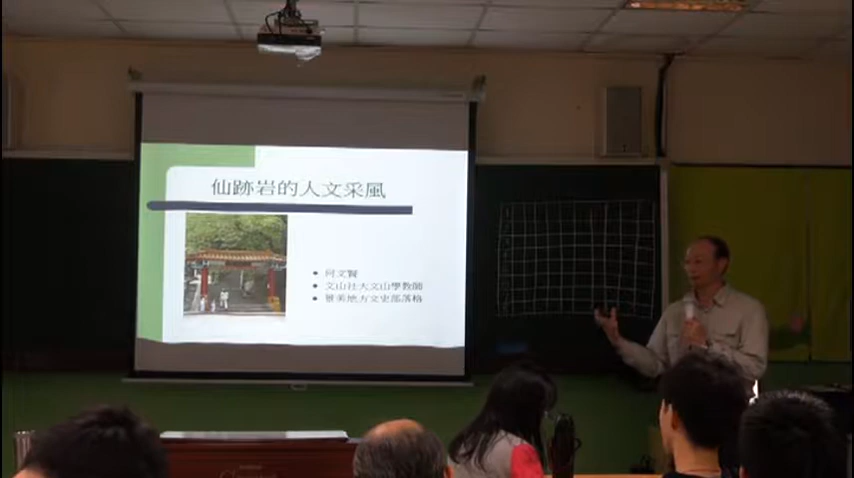 仙跡岩的人文采風
何文賢
文山社大文山學教師
景美地方文史部落格